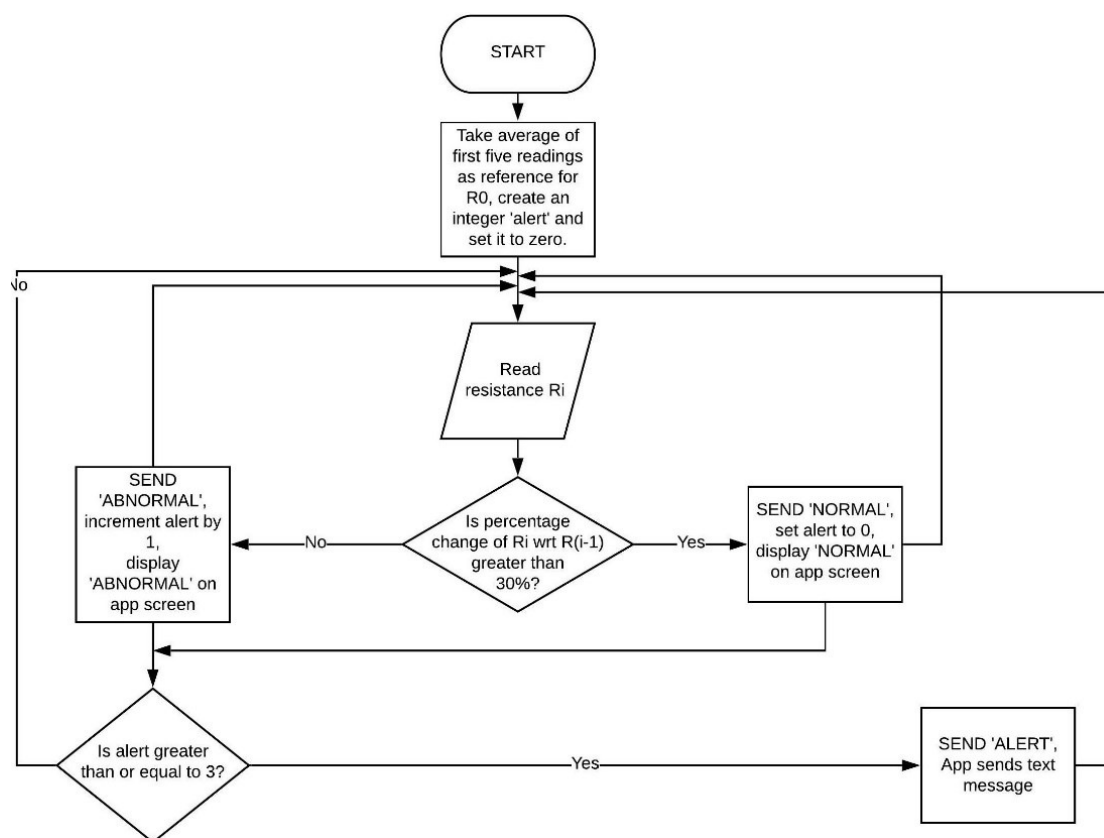 START
Take average of
first five readings
as reference for
R0, create an
integer 'alert' and
set it to zero.
No
Read
resistance Ri
SEND
'ABNORMAL',
increment alert by
1,
display
'ABNORMAL' on
app screen
No
Is percentage
change of Ri wrt R(i-1)
greater than
30%?
Yes
SEND 'NORMAL',
set alert to 0,
display 'NORMAL'
on app screen
Is alert greater
than or equal to 3?
Yes
SEND 'ALERT',
App sends text
message